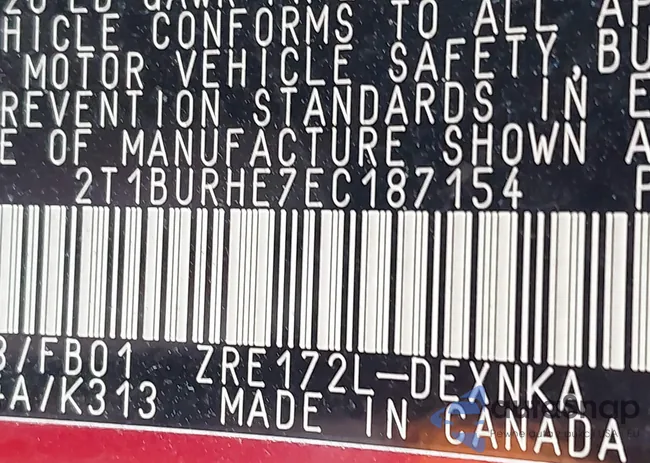 HICLE CONFORMS TO ALL AP
MOTOR VEHICLE SAFETY, BU
REVENTION STANDARDS IN E
E OF MANUFACTURE SHOWN A
2T1BURHE7EC187154 P
/FB01 ZRE172L-DEXNKA
A/K313 MADE IN CANADA